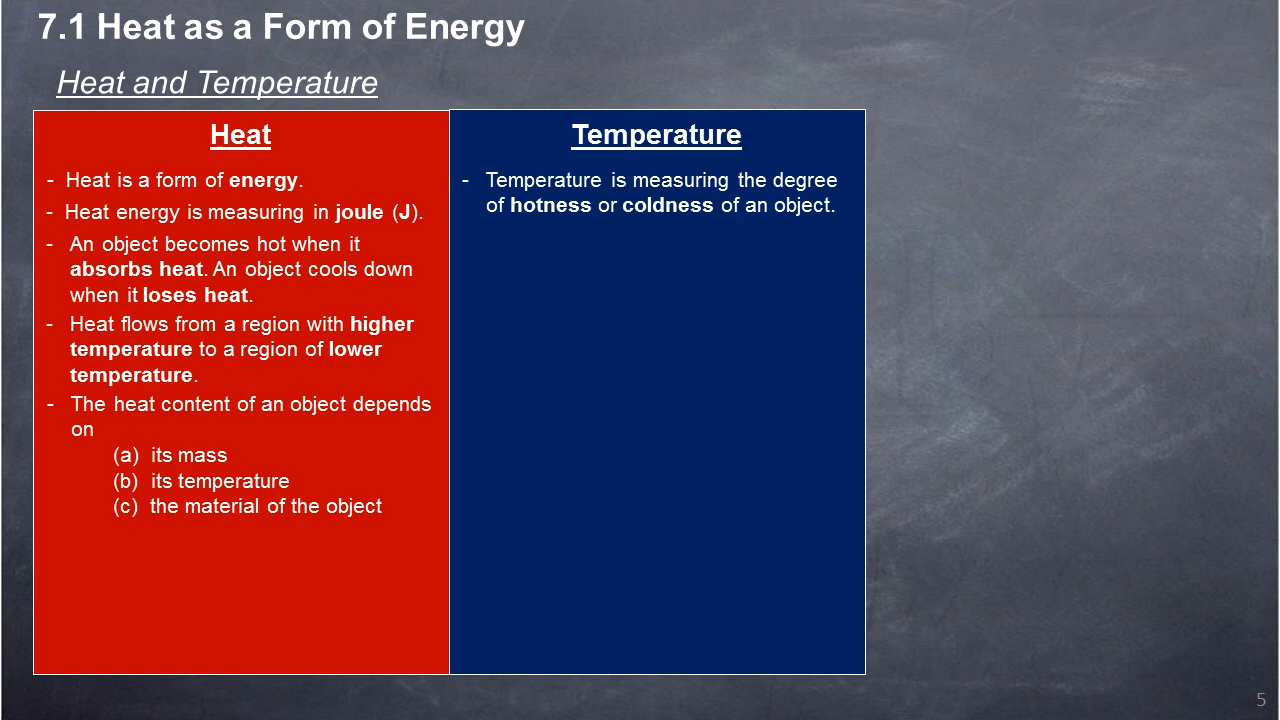 7.1 Heat as a Form of Energy
Heat and Temperature
Heat
- Heat is a form of energy.
- Heat energy is measuring in joule (J).
- An object becomes hot when it
absorbs heat. An object cools down
when it loses heat.
- Heat flows from a region with higher
temperature to a region of lower
temperature.
- The heat content of an object depends
on
(a) its mass
(b) its temperature
(c) the material of the object
Temperature
- Temperature is measuring the degree
of hotness or coldness of an object.
5